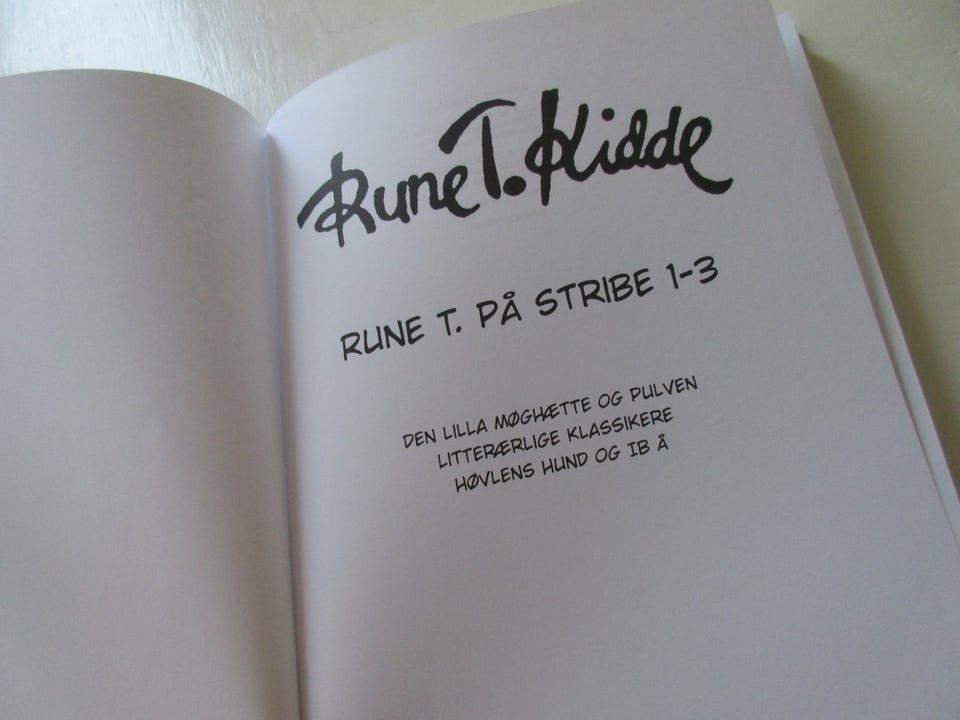 Rune T. Kidde
RUNE T. PÅ STRIBE 1-3
DEN LILLA MØGHÆTTE OG PULVEN
LITTERÆRLIGE KLASSIKERE
HØVLENS HUND OG IB Å